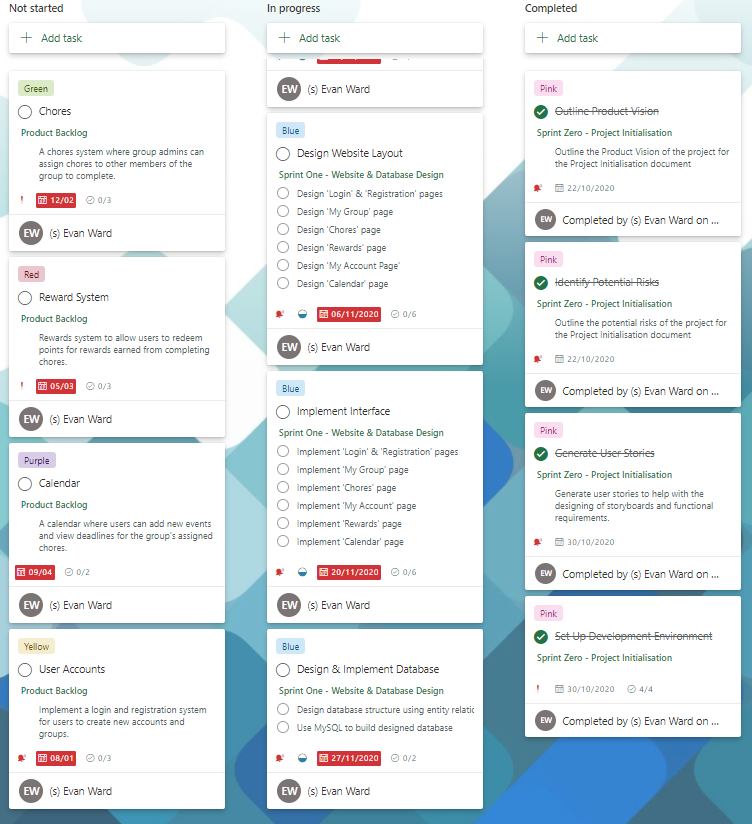 Not started
Add task
Green
Chores
Product Backlog
A chores system where group admins can
assign chores to other members of the
group to complete.
12/02
0/3
EW
(s) Evan Ward
Red
Reward System
Product Backlog
Rewards system to allow users to redeem
points for rewards earned from completing
chores.
05/03
0/3
EW
(s) Evan Ward
Purple
Calendar
Product Backlog
A calendar where users can add new events
and view deadlines for the group's assigned
chores.
09/04
0/2
EW
(s) Evan Ward
Yellow
User Accounts
Product Backlog
Implement a login and registration system
for users to create new accounts and
groups.
08/01
0/3
EW
(s) Evan Ward
In progress
Add task
EW
(s) Evan Ward
Blue
Design Website Layout
Sprint One - Website & Database Design
Design 'Login' & 'Registration' pages
Design 'My Group' page
Design 'Chores' page
Design 'Rewards' page
Design 'My Account Page'
Design 'Calendar' page
06/11/2020
0/6
EW
(s) Evan Ward
Blue
Implement Interface
Sprint One - Website & Database Design
Implement 'Login' & 'Registration' pages
Implement 'My Group' page
Implement 'Chores' page
Implement 'My Account' page
Implement 'Rewards' page
Implement 'Calendar' page
20/11/2020
0/6
EW
(s) Evan Ward
Blue
Design & Implement Database
Sprint One - Website & Database Design
Design database structure using entity relatic
Use MySQL to build designed database
27/11/2020
0/2
EW
(s) Evan Ward
Completed
Add task
Pink
Outline Product Vision
Sprint Zero - Project Initialisation
Outline the Product Vision of the project for
the Project Initialisation document
22/10/2020
EW
Completed by (s) Evan Ward on ...
Pink
Identify Potential Risks
Sprint Zero - Project Initialisation
Outline the potential risks of the project for
the Project Initialisation document
22/10/2020
EW
Completed by (s) Evan Ward on ...
Pink
Generate User Stories
Sprint Zero - Project Initialisation
Generate user stories to help with the
designing of storyboards and functional
requirements.
30/10/2020
EW
Completed by (s) Evan Ward on ...
Pink
Set Up Development Environment
Sprint Zero - Project Initialisation
30/10/2020
4/4
EW
Completed by (s) Evan Ward on ...